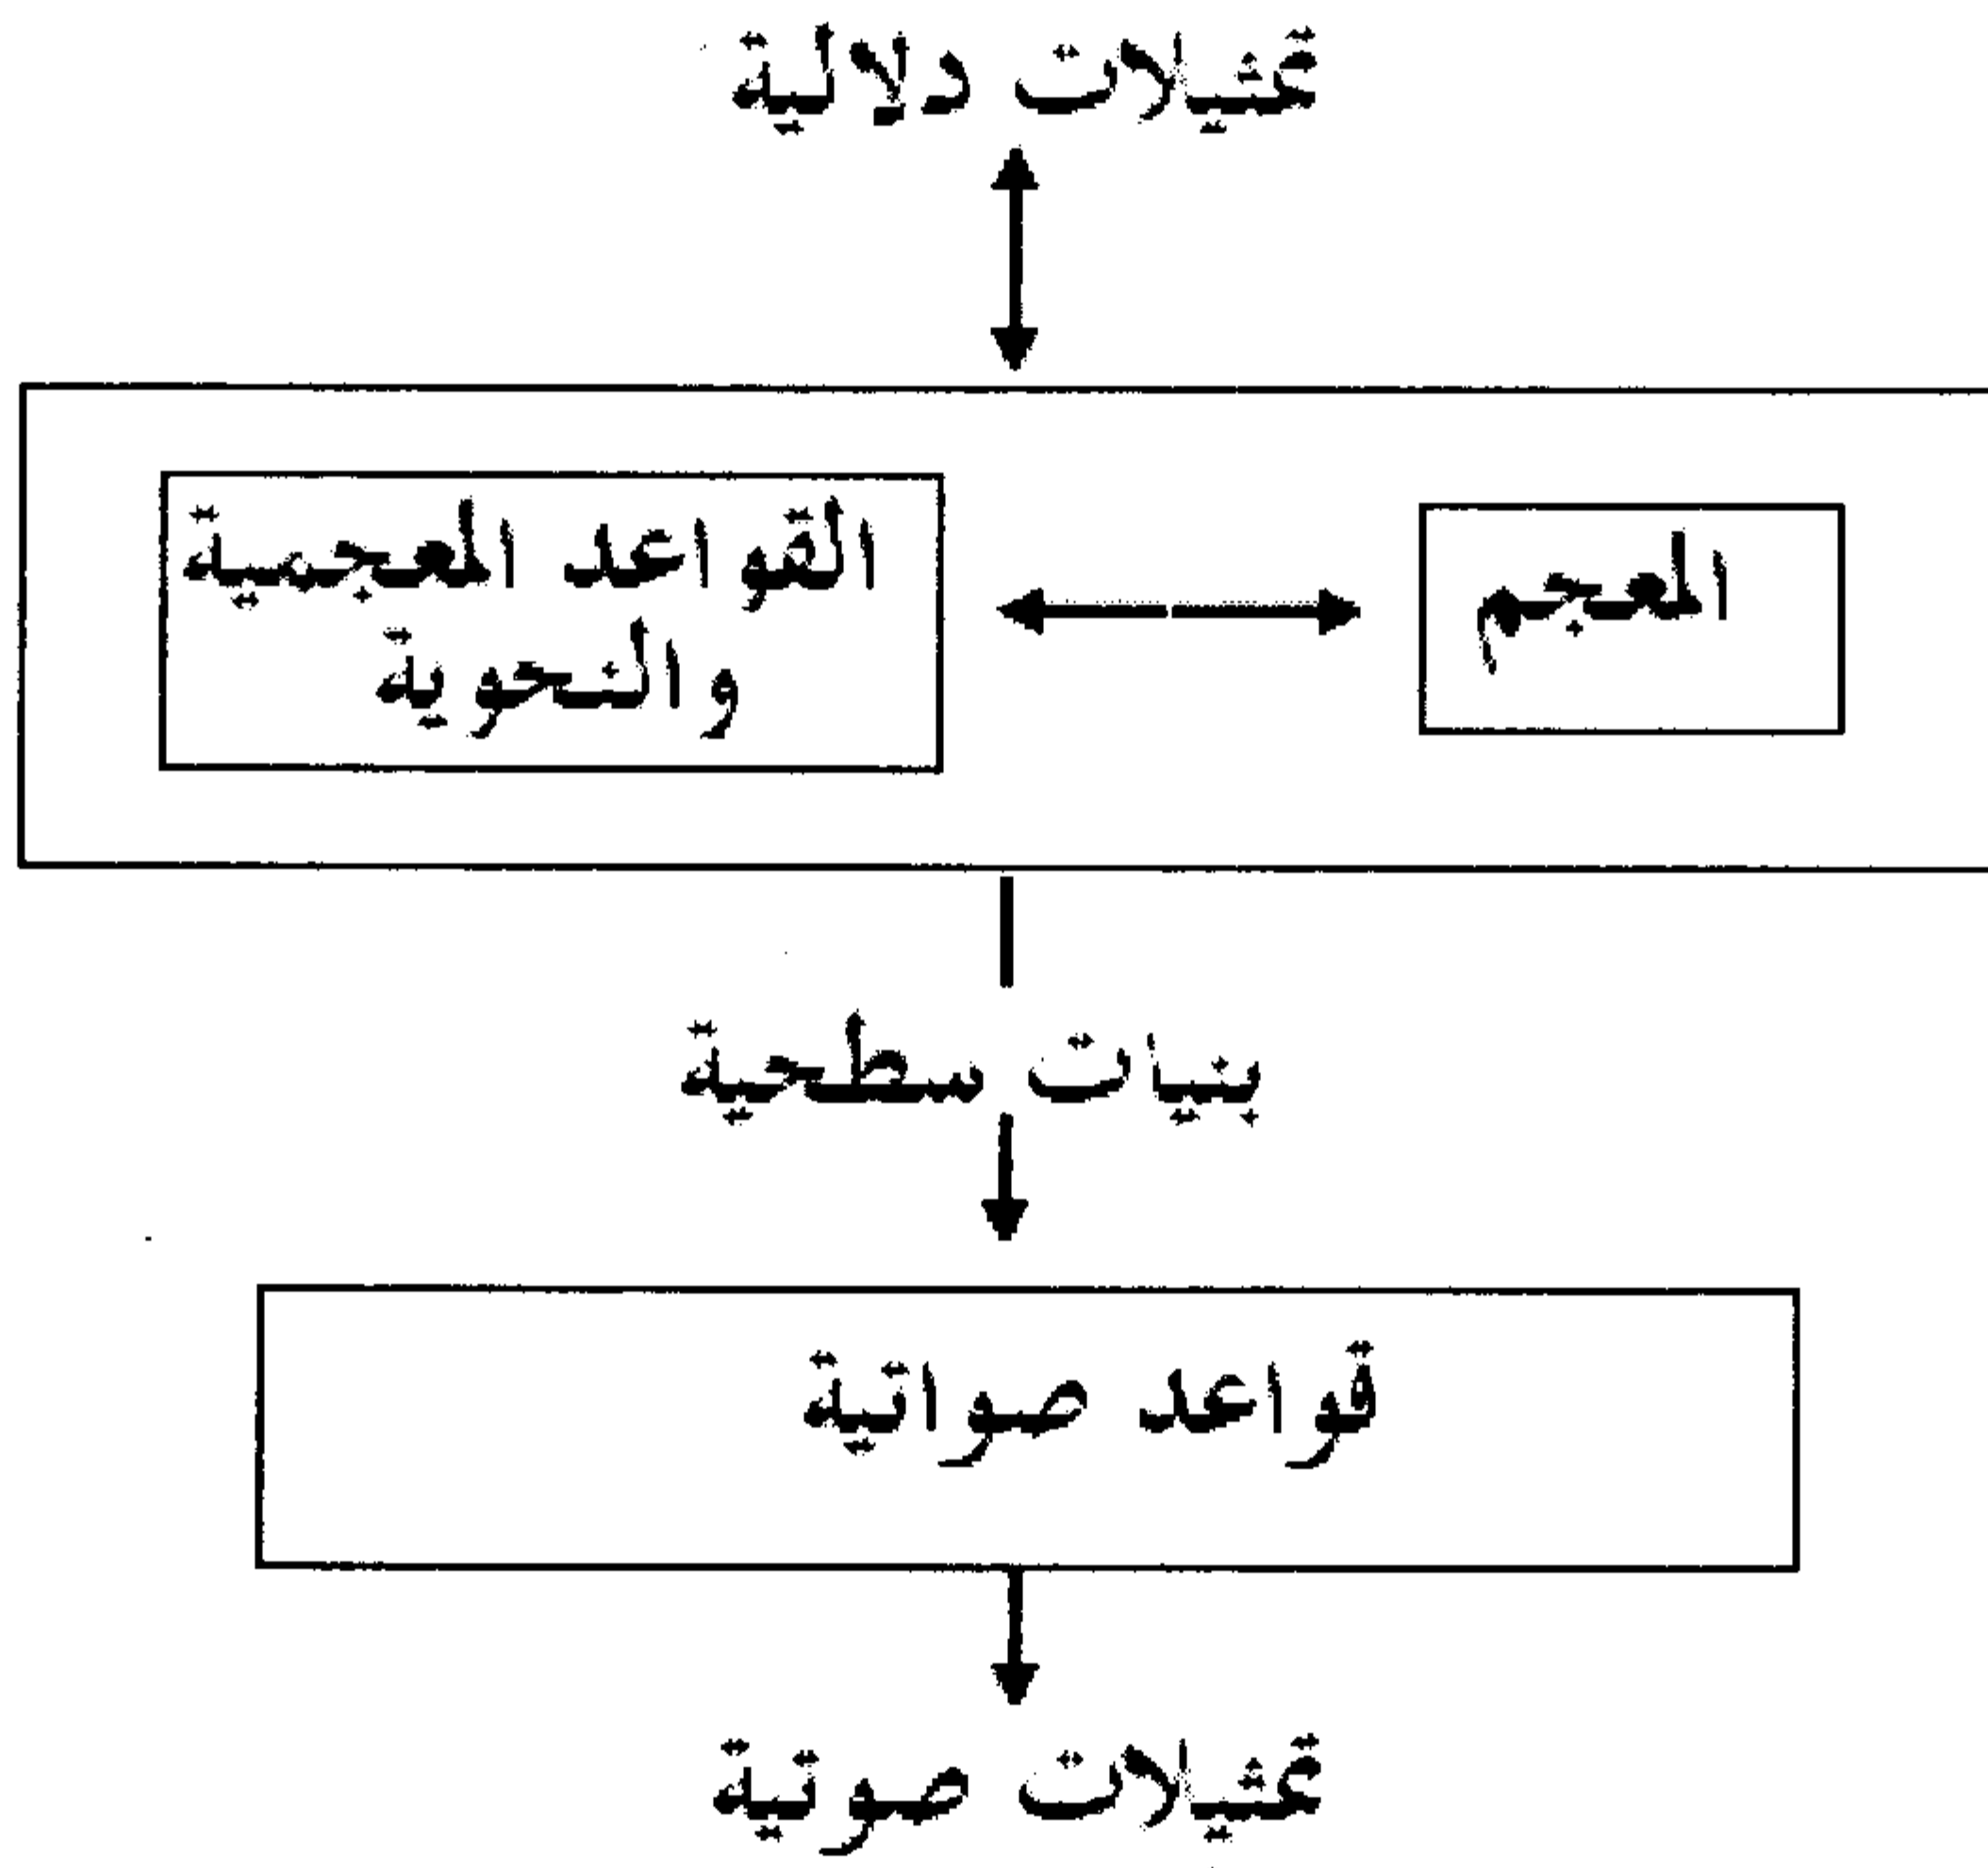 تمثيلات دلالية
المعجم
القواعد المعجمية
والنحوية
بنيات سطحية
قواعد صواتية
تمثيلات صوتية